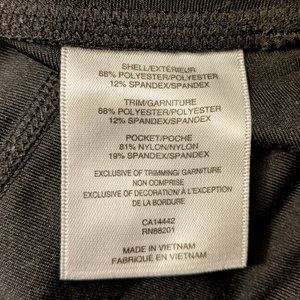 SHELL/EXTÉRIEUR
88% POLYESTER/POLYESTER
12% SPANDEX/SPANDEX
TRIM/GARNITURE
88% POLYESTER/POLYESTER
12% SPANDEX/SPANDEX
POCKET/POCHE
81% NYLON/NYLON
19% SPANDEX/SPANDEX
EXCLUSIVE OF TRIMMING/ GARNITURE
NON COMPRISE
EXCLUSIVE OF DECORATION/ À L'EXCEPTION
DE LA BORDURE
CA14442
RN88201
MADE IN VIETNAM
FABRIQUÉ EN VIETNAM